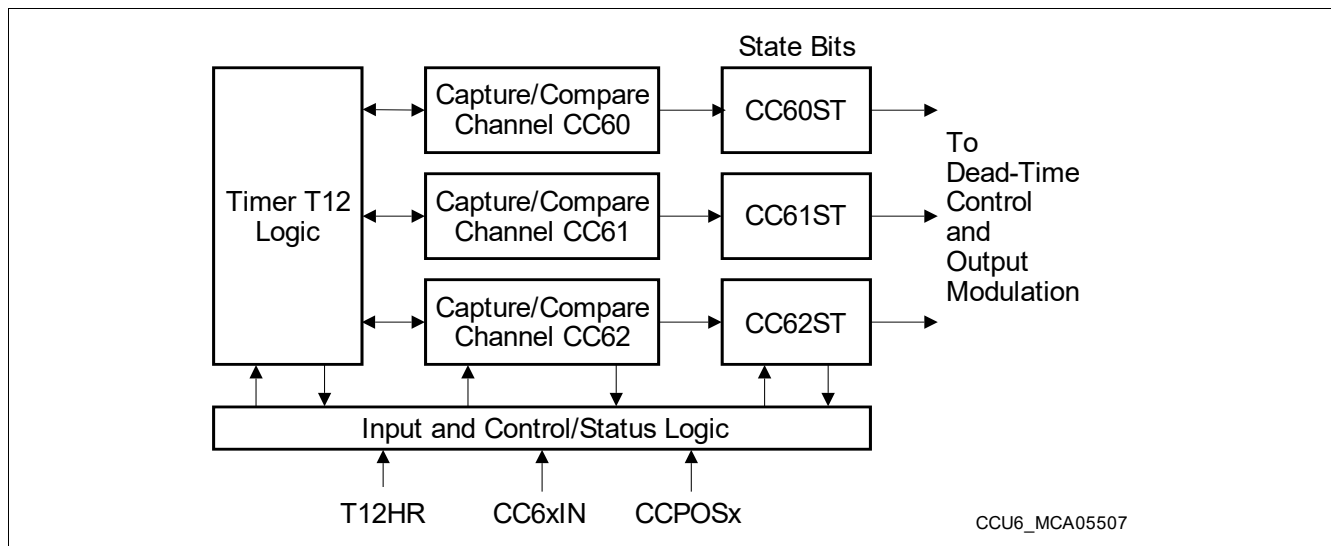 State Bits
Timer T12
Logic
Capture/Compare
Channel CC60
CC60ST
Capture/Compare
Channel CC61
CC61ST
Capture/Compare
Channel CC62
CC62ST
To
Dead-Time
Control
and
Output
Modulation
Input and Control/Status Logic
T12HR
CC6xIN
CCPOSx
CCU6_MCA05507